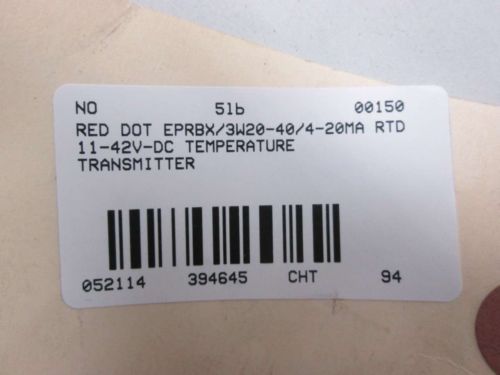 NO 5lb 00150
RED DOT EPRBX/3W20-40/4-20MA RTD
11-42V-DC TEMPERATURE
TRANSMITTER
052114 394645 CHT 94